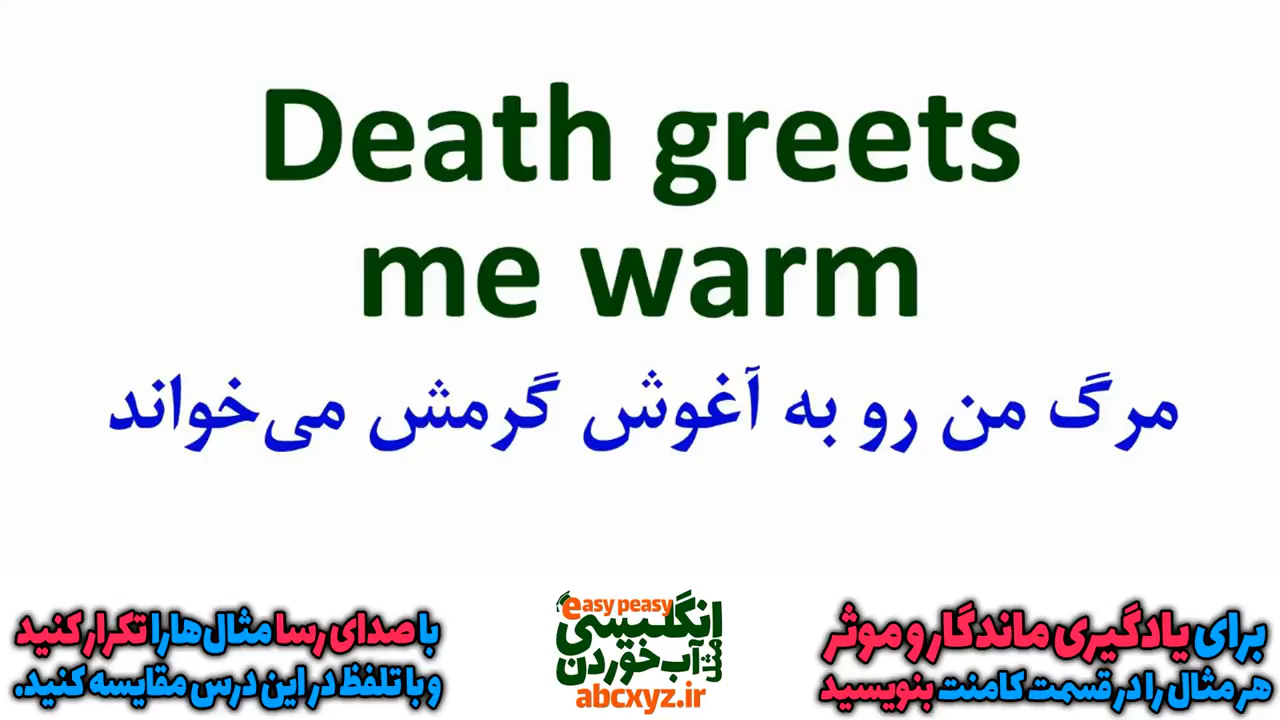 Death greets
me warm
مرگ من رو به آغوش گرمش می‌خواند
برای یادگیری ماندگار و موثر
هر مثال را در قسمت کامنت بنویسید
easy peasy
انگلیسی
مثل آب خوردن
abcxyz.ir
با صدای رسا مثال‌ها را تکرار کنید
و با تلفظ در این درس مقایسه کنید.